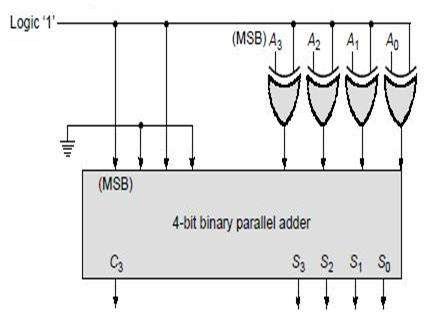 Logic ‘1’
(MSB) A₃ A₂ A₁ A₀
(MSB)
4-bit binary parallel adder
C₃ S₃ S₂ S₁ S₀